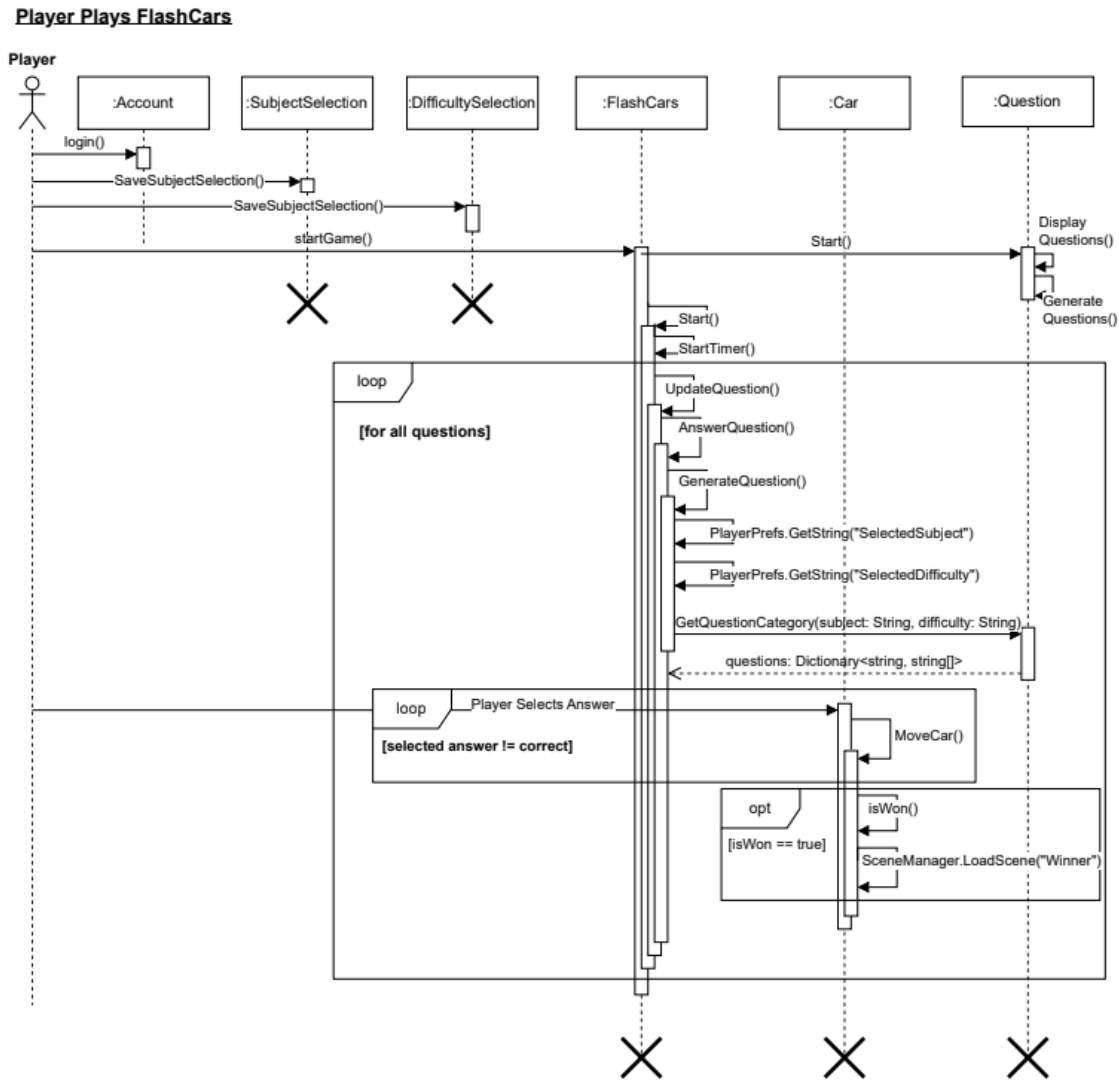 Player Plays FlashCars
Player
:Account
:SubjectSelection
:DifficultySelection
:FlashCars
:Car
:Question
login()
SaveSubjectSelection()
SaveSubjectSelection()
startGame()
Start()
Display
Questions()
Generate
Questions()
Start()
StartTimer()
loop
[for all questions]
UpdateQuestion()
AnswerQuestion()
GenerateQuestion()
PlayerPrefs.GetString("SelectedSubject")
PlayerPrefs.GetString("SelectedDifficulty")
GetQuestionCategory(subject: String, difficulty: String)
questions: Dictionary<string, string[]>
loop
Player Selects Answer
[selected answer != correct]
MoveCar()
opt
[isWon == true]
isWon()
SceneManager.LoadScene("Winner")